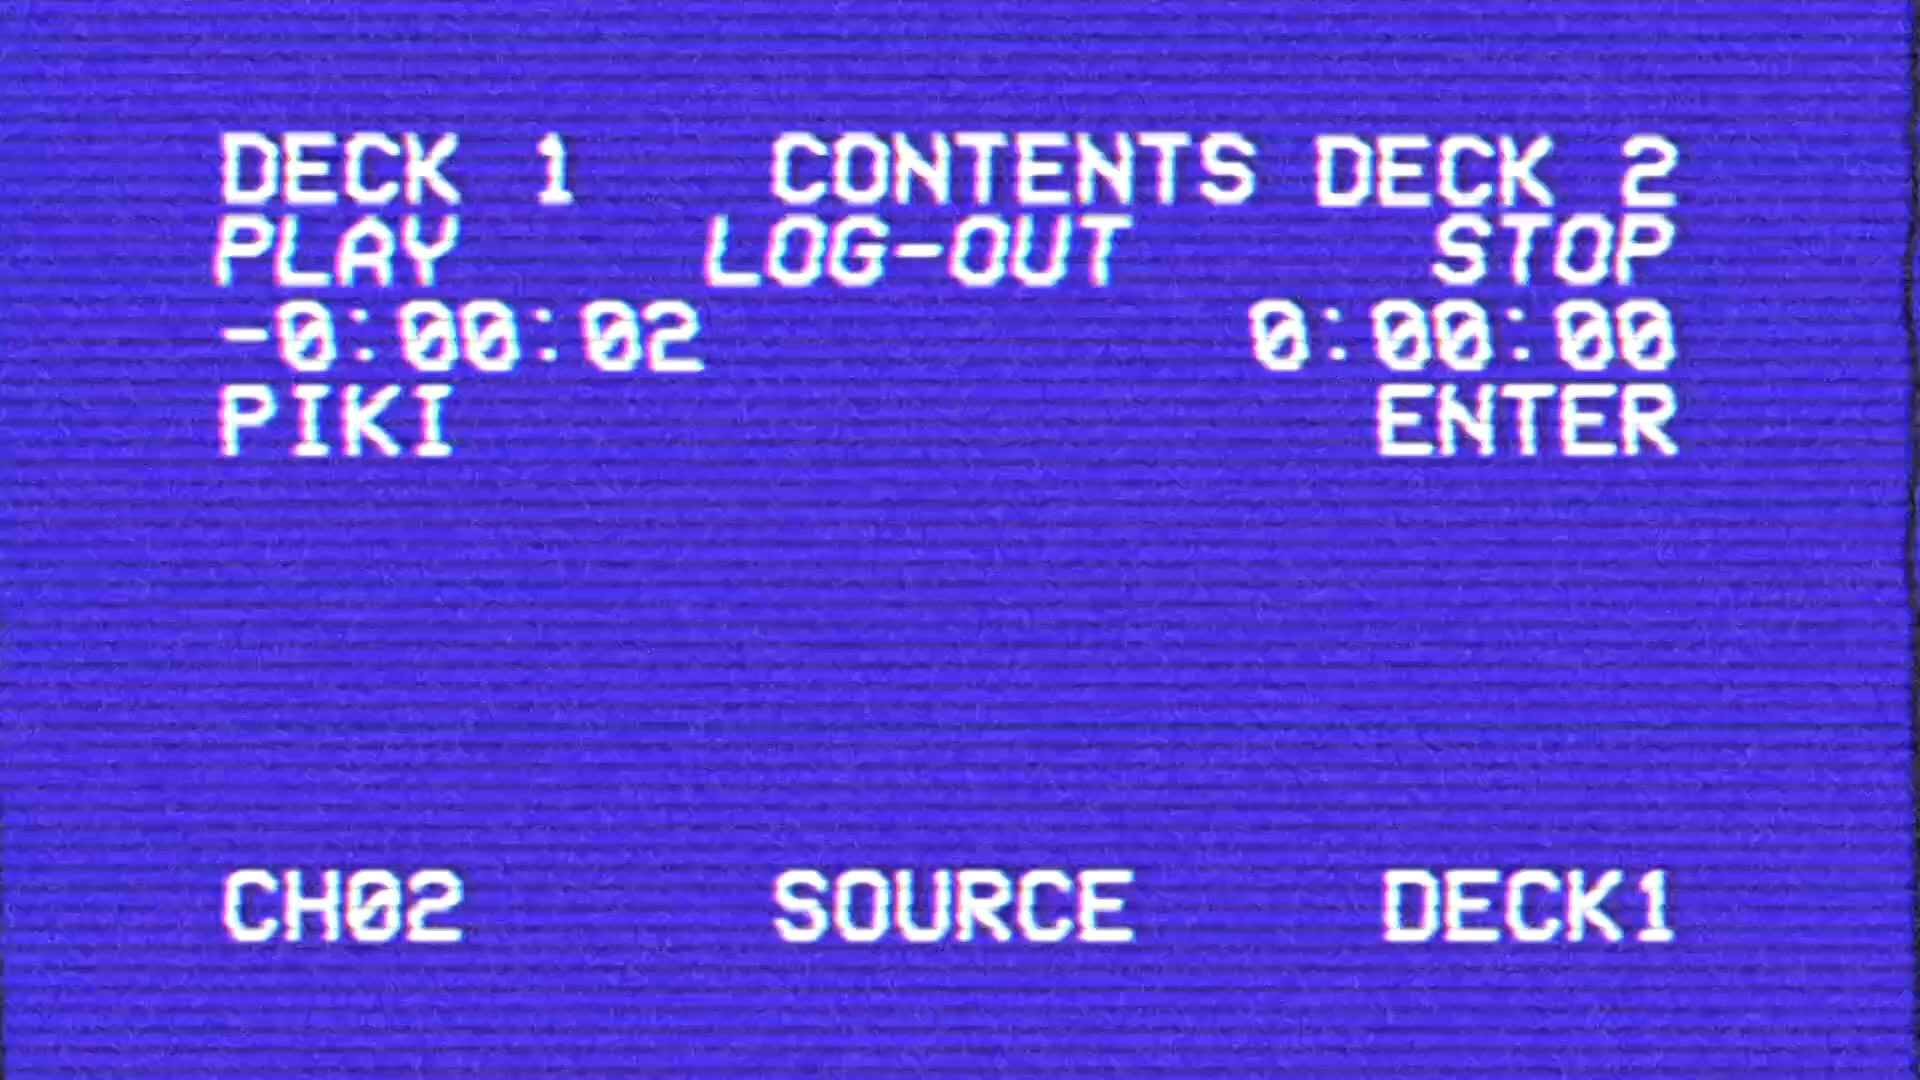 DECK 1 CONTENTS DECK 2
PLAY LOG-OUT STOP
-0:00:02 0:00:00
PIKI ENTER
CH02 SOURCE DECK1